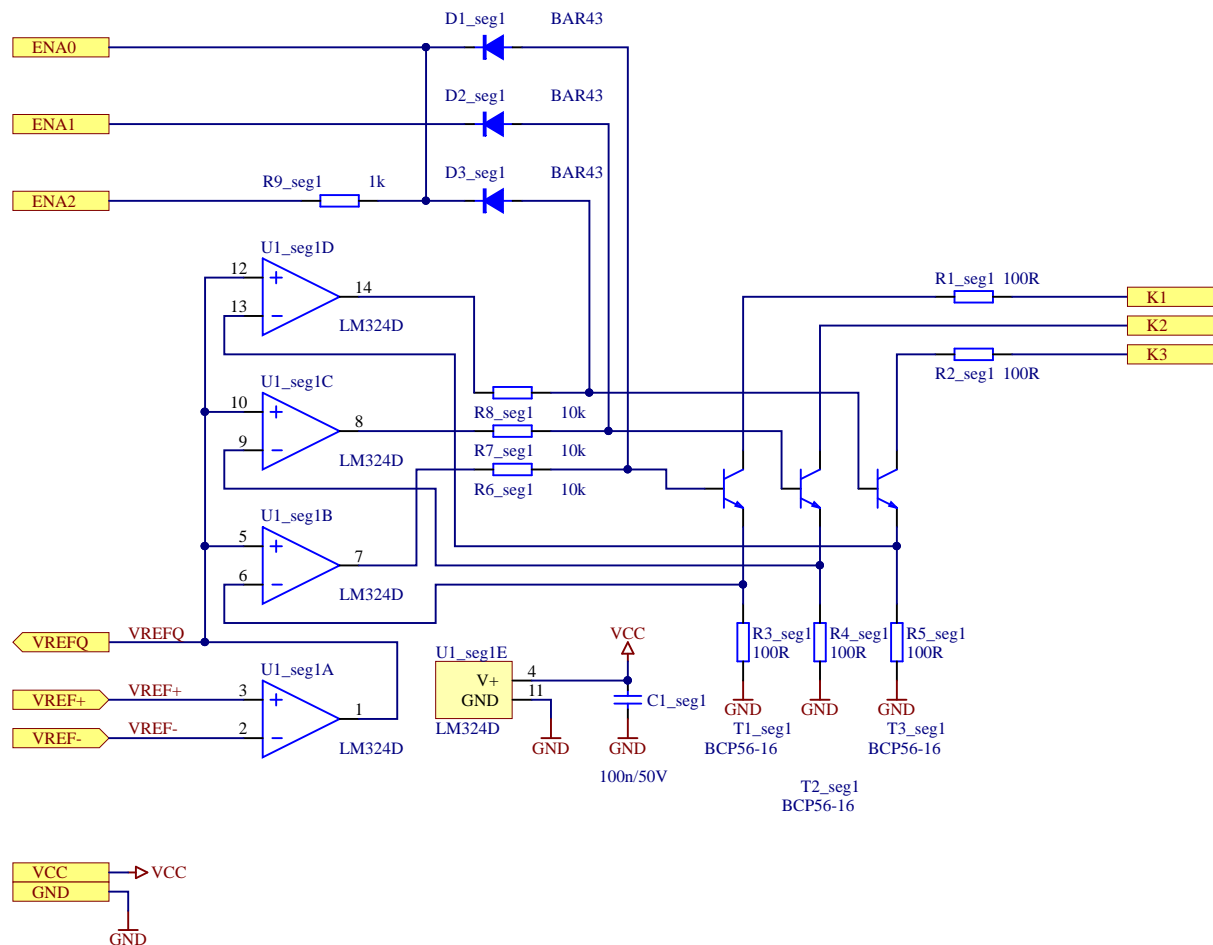 D1_seg1 BAR43
ENA0
D2_seg1 BAR43
ENA1
D3_seg1 BAR43
R9_seg1 1k
ENA2
U1_seg1D
12
14
13
LM324D
R1_seg1 100R
K1
K2
K3
R2_seg1 100R
U1_seg1C
10
8
9
LM324D
R8_seg1 10k
R7_seg1 10k
R6_seg1 10k
U1_seg1B
5
7
6
LM324D
VREFQ VREFQ
U1_seg1A
VREF+ VREF+ 3
1
VREF- VREF- 2
LM324D
U1_seg1E
V+ 4
GND 11
LM324D
GND
VCC
C1_seg1
GND
100n/50V
R3_seg1 R4_seg1 R5_seg1
100R 100R 100R
GND GND GND
T1_seg1 T3_seg1
BCP56-16 BCP56-16
T2_seg1
BCP56-16
VCC VCC
GND
GND